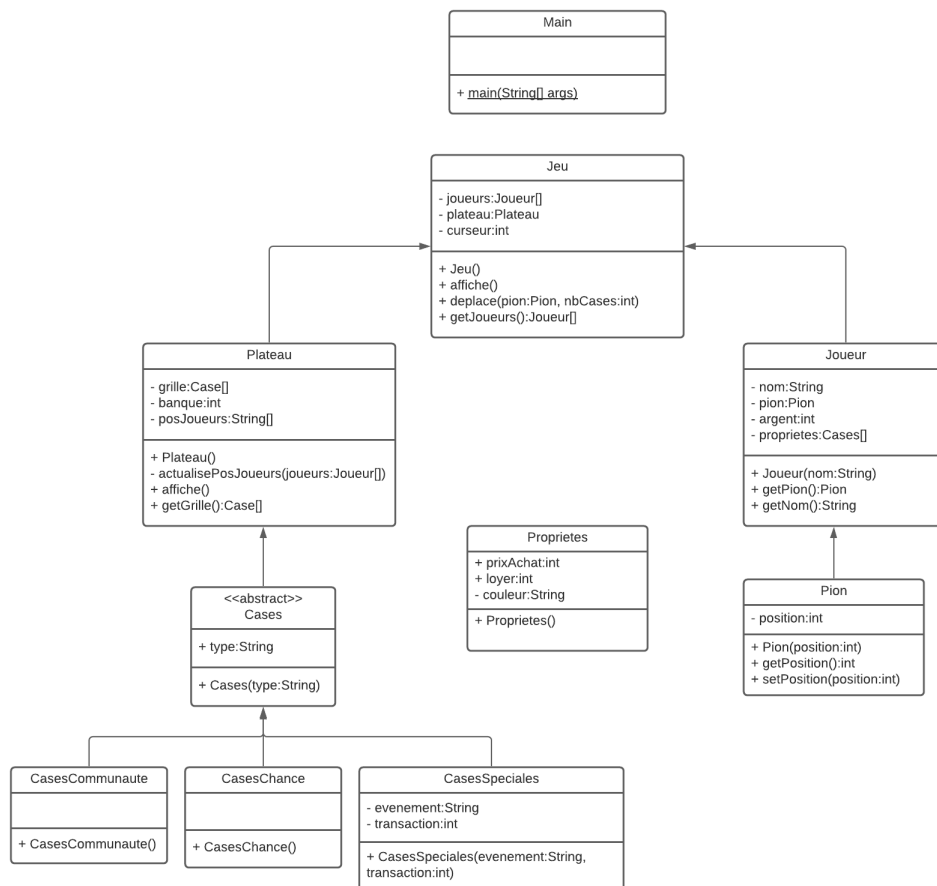 Main
+ main(String[] args)
Jeu
- joueurs:Joueur[]
- plateau:Plateau
- curseur:int
+ Jeu()
+ affiche()
+ deplace(pion:Pion, nbCases:int)
+ getJoueurs():Joueur[]
Plateau
- grille:Case[]
- banque:int
- posJoueurs:String[]
+ Plateau()
- actualisePosJoueurs(joueurs:Joueur[])
+ affiche()
+ getGrille():Case[]
Joueur
- nom:String
- pion:Pion
- argent:int
- proprietes:Cases[]
+ Joueur(nom:String)
+ getPion():Pion
+ getNom():String
Proprietes
+ prixAchat:int
+ loyer:int
- couleur:String
+ Proprietes()
<<abstract>>
Cases
+ type:String
+ Cases(type:String)
Pion
- position:int
+ Pion(position:int)
+ getPosition():int
+ setPosition(position:int)
CasesCommunaute
+ CasesCommunaute()
CasesChance
+ CasesChance()
CasesSpeciales
- evenement:String
- transaction:int
+ CasesSpeciales(evenement:String,
transaction:int)